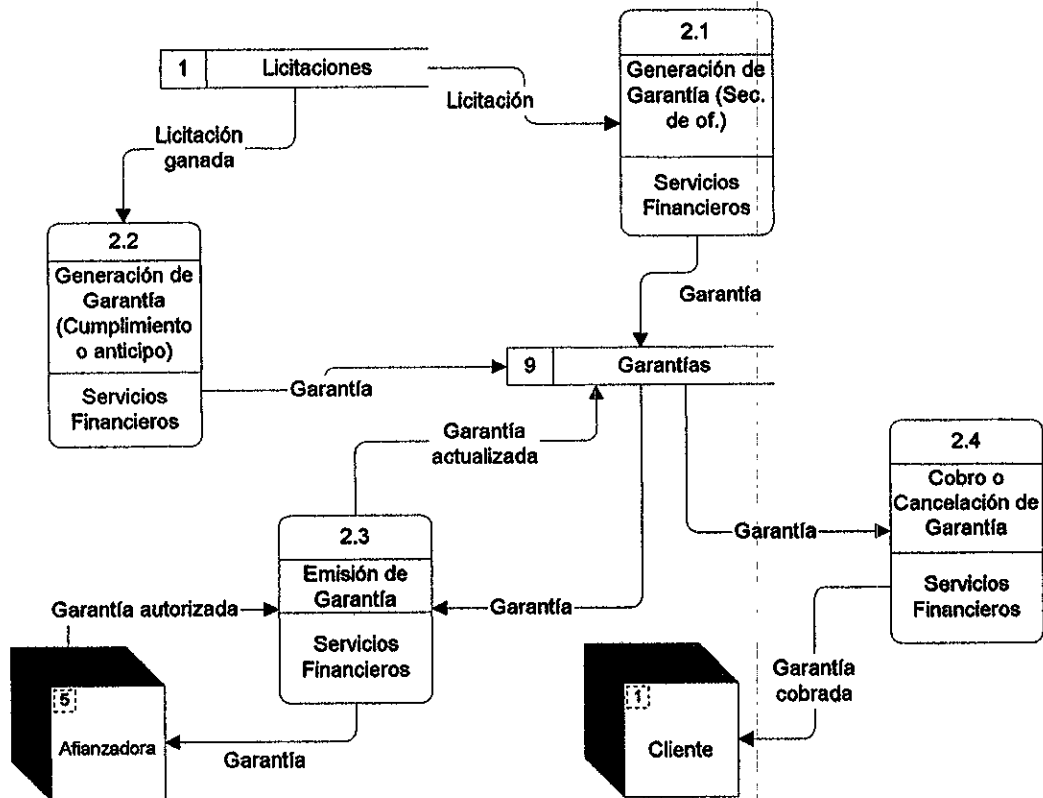 2.1
Generación de
Garantía (Sec.
de of.)
Servicios
Financieros
1
Licitaciones
Licitación
Licitación
ganada
2.2
Generación de
Garantía
(Cumplimiento
o anticipo)
Servicios
Financieros
Garantía
9
Garantías
Garantía
Garantía
actualizada
2.4
Cobro o
Cancelación de
Garantía
Servicios
Financieros
Garantía
2.3
Emisión de
Garantía
Servicios
Financieros
Garantía autorizada
Garantía
5
Afianzadora
Garantía
1
Cliente
Garantía
cobrada